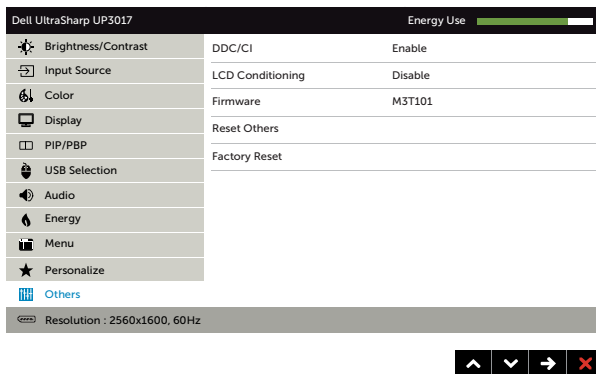 Dell UltraSharp UP3017 Energy Use
Brightness/Contrast DDC/CI Enable
Input Source LCD Conditioning Disable
Color Firmware M3T101
Display Reset Others
PIP/PBP Factory Reset
USB Selection
Audio
Energy
Menu
Personalize
Others
Resolution : 2560x1600, 60Hz